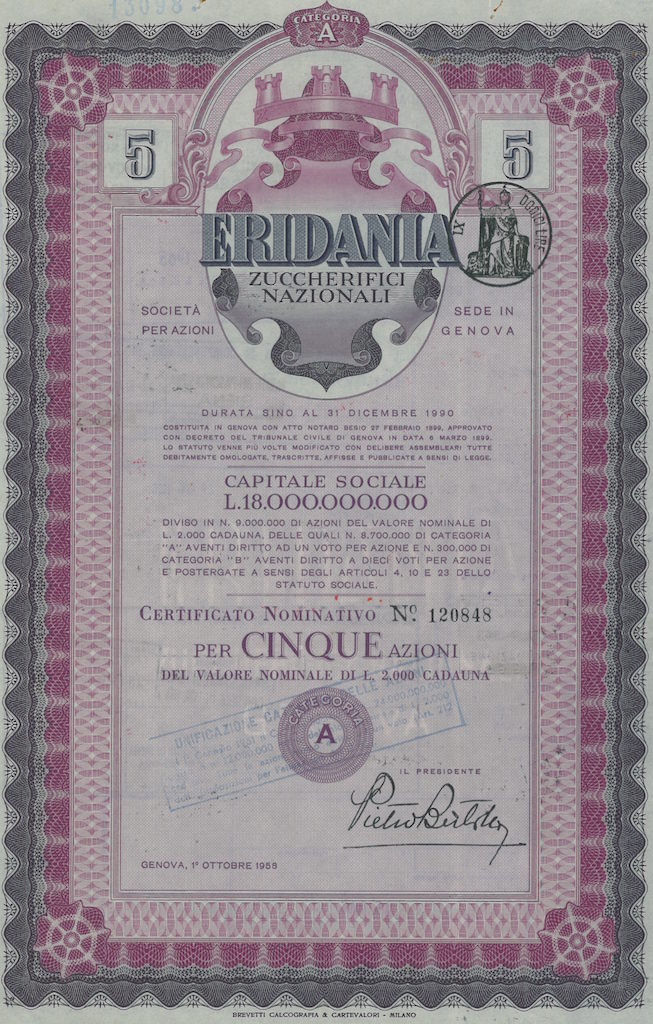 13098
CATEGORIA
A
5
5
ERIDANIA
ZUCCHERIFICI
NAZIONALI
DODICI LIRE
XI
SOCIETÀ
PER AZIONI
SEDE IN
GENOVA
DURATA SINO AL 31 DICEMBRE 1990
COSTITUITA IN GENOVA CON ATTO NOTARO BESIO 27 FEBBRAIO 1899, APPROVATO
CON DECRETO DEL TRIBUNALE CIVILE DI GENOVA IN DATA 6 MARZO 1899.
LO STATUTO VENNE PIÙ VOLTE MODIFICATO CON DELIBERE ASSEMBLEARI TUTTE
DEBITAMENTE OMOLOGATE, TRASCRITTE, AFFISSE E PUBBLICATE A SENSI DI LEGGE.
CAPITALE SOCIALE
L.18.000.000.000
DIVISO IN N. 9.000.000 DI AZIONI DEL VALORE NOMINALE DI
L. 2.000 CADAUNA, DELLE QUALI N. 8.700.000 DI CATEGORIA
"A" AVENTI DIRITTO AD UN VOTO PER AZIONE E N. 300.000 DI
CATEGORIA "B" AVENTI DIRITTO A DIECI VOTI PER AZIONE
E POSTERGATE A SENSI DEGLI ARTICOLI 4, 10 E 23 DELLO
STATUTO SOCIALE.
CERTIFICATO NOMINATIVO No. 120848
PER CINQUE AZIONI
DEL VALORE NOMINALE DI L. 2.000 CADAUNA
UNIFICAZIONE DELLE AZIONI
CATEGORIA
A
IL PRESIDENTE
GENOVA, 1° OTTOBRE 1958
BREVETTI CALCOGRAFIA & CARTEVALORI - MILANO